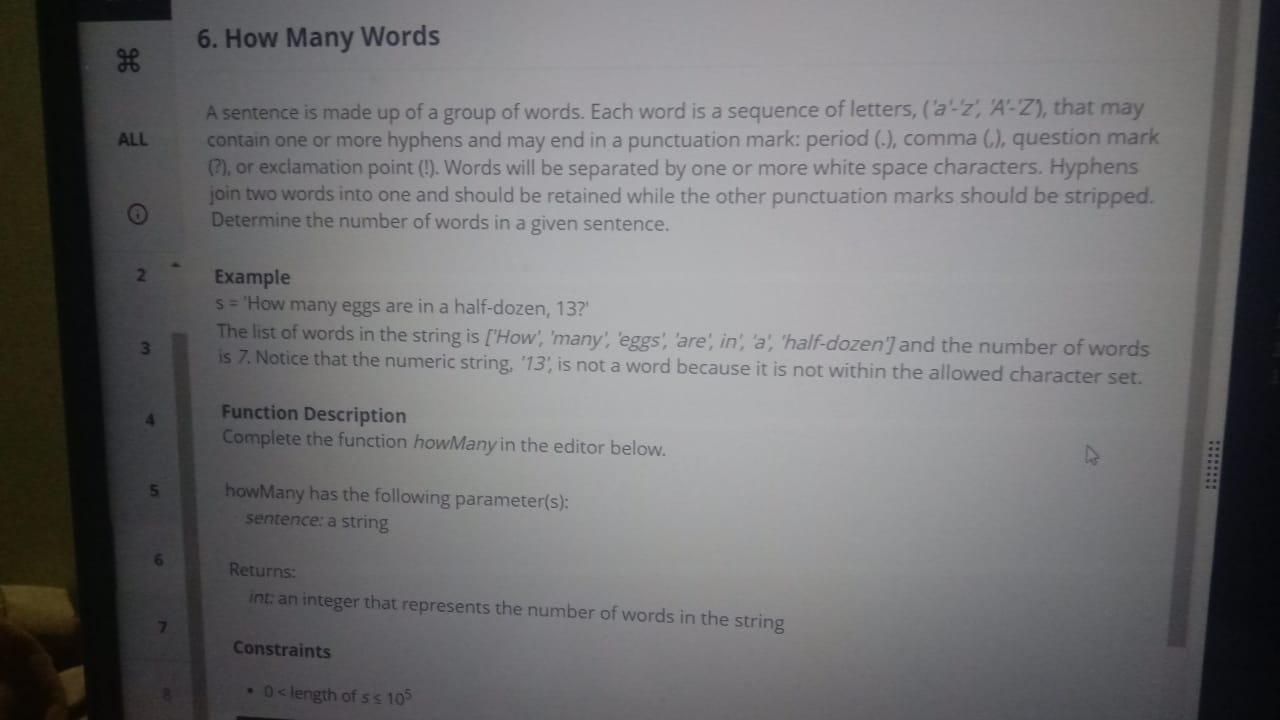 6. How Many Words
ALL
A sentence is made up of a group of words. Each word is a sequence of letters, ('a'-'z', 'A'-'Z'), that may
contain one or more hyphens and may end in a punctuation mark: period (.), comma (,), question mark
(?), or exclamation point (!). Words will be separated by one or more white space characters. Hyphens
join two words into one and should be retained while the other punctuation marks should be stripped.
Determine the number of words in a given sentence.
2
Example
s = 'How many eggs are in a half-dozen, 13?'
3
The list of words in the string is ['How', 'many', 'eggs', 'are', in', 'a', 'half-dozen'] and the number of words
is 7. Notice that the numeric string, '13', is not a word because it is not within the allowed character set.
4
Function Description
Complete the function howMany in the editor below.
5
howMany has the following parameter(s):
sentence: a string
6
Returns:
int: an integer that represents the number of words in the string
7
Constraints
8
• 0 < length of s ≤ 10⁵